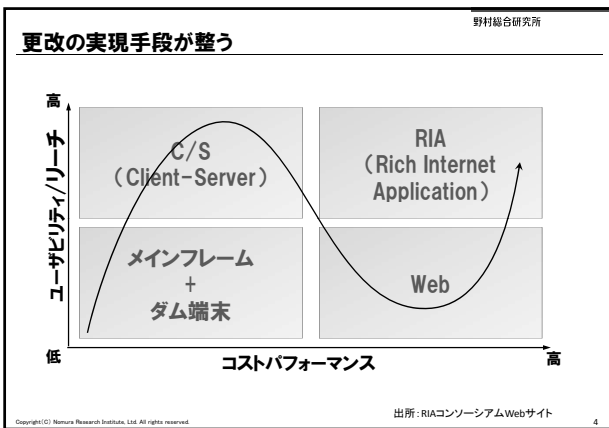 野村総合研究所
更改の実現手段が整う
高
ユーザビリティ/リーチ
C/S
(Client-Server)
RIA
(Rich Internet
Application)
メインフレーム
+
ダム端末
Web
低
コストパフォーマンス
高
出所:RIAコンソーシアムWebサイト
Copyright(C) Nomura Research Institute, Ltd. All rights reserved.
4